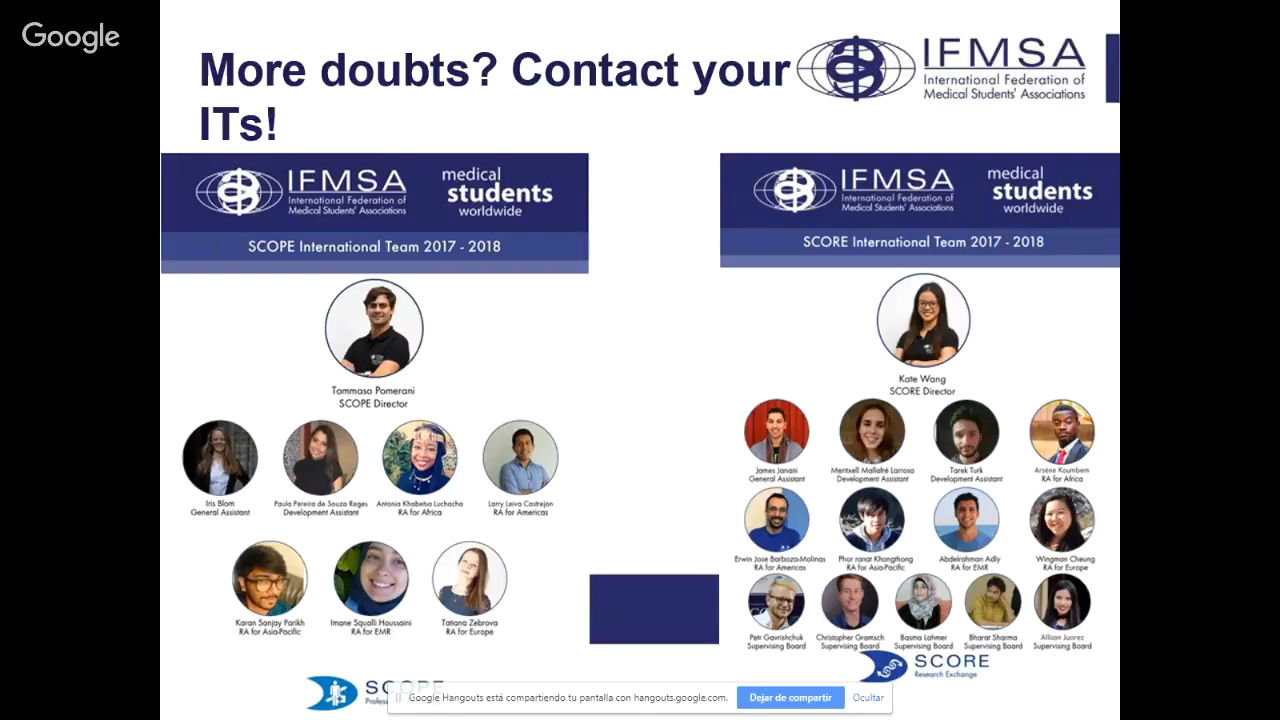 Google
More doubts? Contact your
ITs!
IFMSA
International Federation of
Medical Students' Associations
IFMSA
International Federation of
Medical Students' Associations
medical
students
worldwide
SCOPE International Team 2017 - 2018
Tommaso Pomerani
SCOPE Director
Iris Blom
General Assistant
Paula Pereira de Souza Reges
Development Assistant
Antonia Khabetsa Luchacha
RA for Africa
Larry Leiva Castrejon
RA for Americas
Karan Sanjay Parikh
RA for Asia-Pacific
Imane Squalli Houssaini
RA for EMR
Tatiana Zebrova
RA for Europe
SCOPE
IFMSA
International Federation of
Medical Students' Associations
medical
students
worldwide
SCORE International Team 2017 - 2018
Kate Wang
SCORE Director
James Janani
General Assistant
Meritxell Mallafré Larrosa
Development Assistant
Tarek Turk
Development Assistant
Arsène Koumbem
RA for Africa
Erwin Jose Barboza-Molinas
RA for Americas
Phor ranat Khongthong
RA for Asia-Pacific
Abdelrahman Adly
RA for EMR
Wingman Cheung
RA for Europe
Petr Gavrishchuk
Supervising Board
Christopher Gramsch
Supervising Board
Basma Lahmer
Supervising Board
Bharat Sharma
Supervising Board
Allison Juarez
Supervising Board
SCORE
Research Exchange
Google Hangouts está compartiendo tu pantalla con hangouts.google.com.
Dejar de compartir
Ocultar